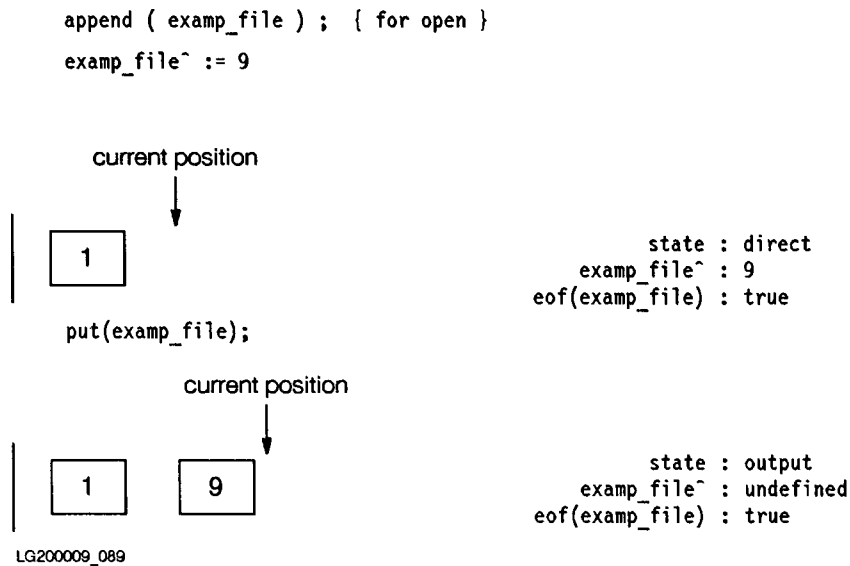 append ( examp_file ) ; { for open }
examp_file^ := 9
current position
1
state : direct
examp_file^ : 9
eof(examp_file) : true
put(examp_file);
current position
1 9
state : output
examp_file^ : undefined
eof(examp_file) : true
LG200009_089